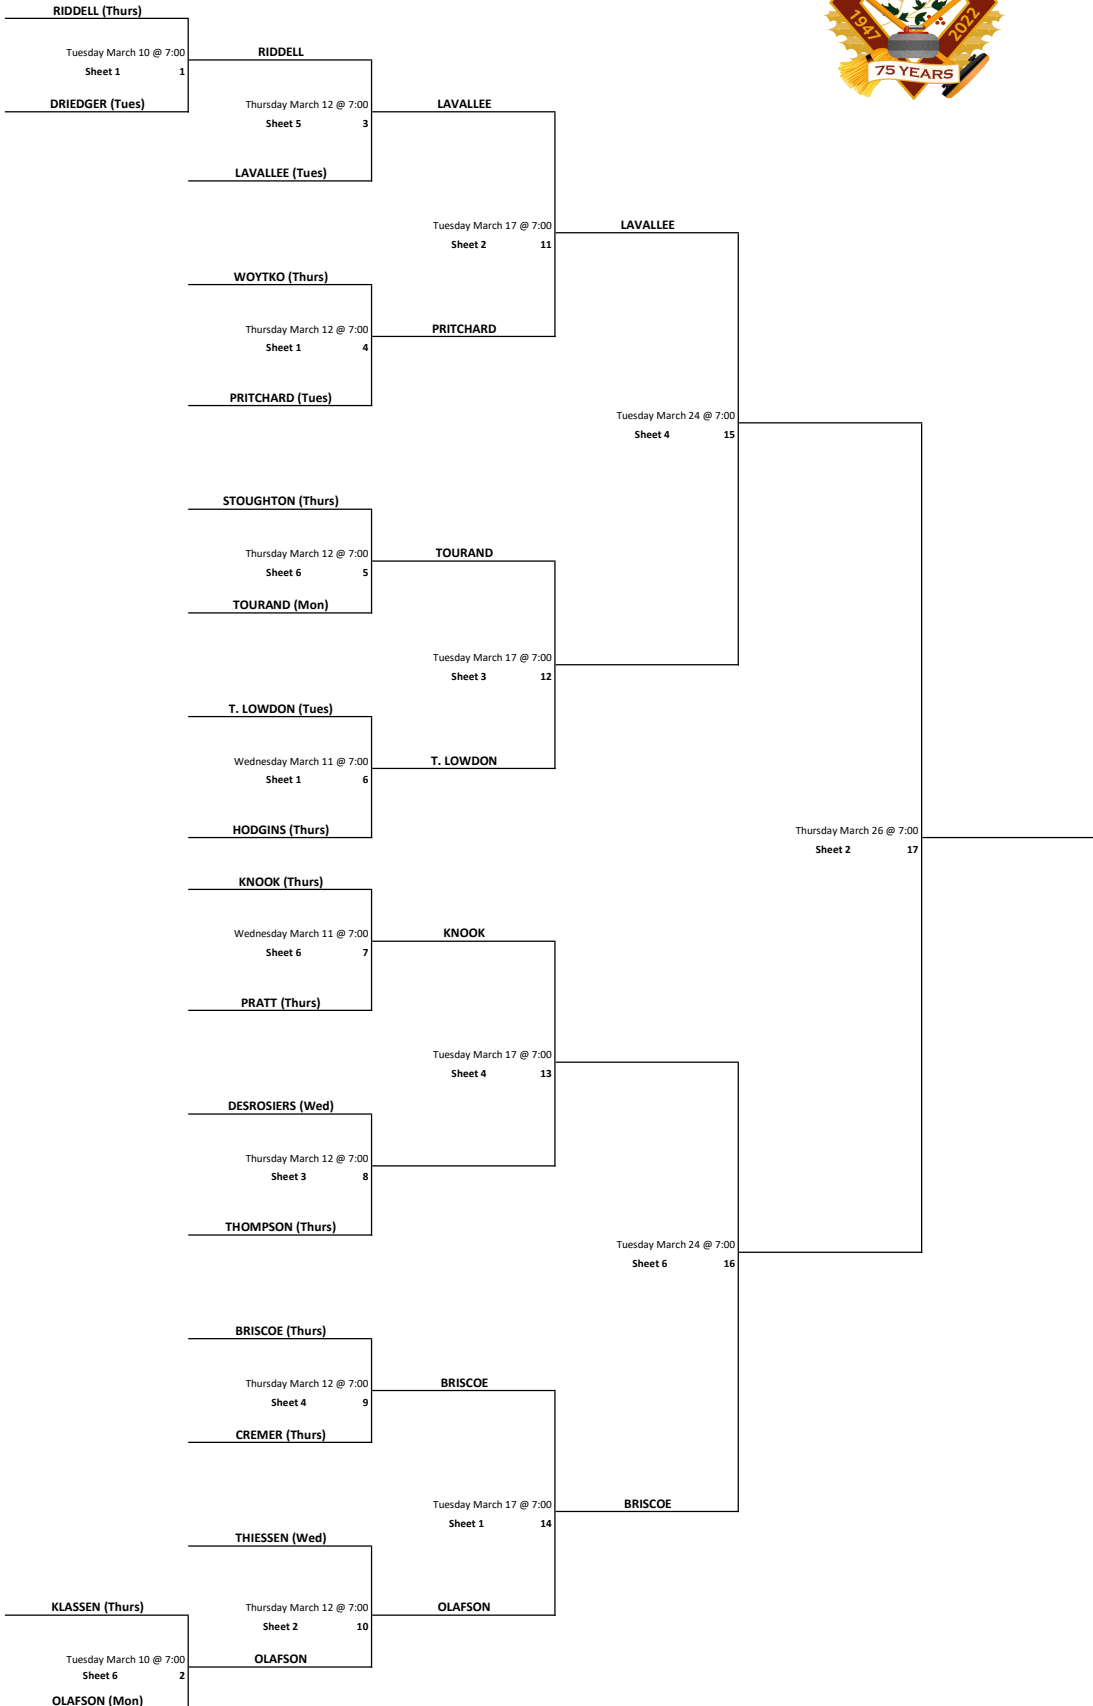 RIDDELL (Thurs)
1947
2022
75 YEARS
Tuesday March 10 @ 7:00
RIDDELL
Sheet 1 1
DRIEDGER (Tues)
Thursday March 12 @ 7:00
LAVALLEE
Sheet 5 3
LAVALLEE (Tues)
Tuesday March 17 @ 7:00
LAVALLEE
Sheet 2 11
WOYTKO (Thurs)
Thursday March 12 @ 7:00
PRITCHARD
Sheet 1 4
PRITCHARD (Tues)
Tuesday March 24 @ 7:00
Sheet 4 15
STOUGHTON (Thurs)
Thursday March 12 @ 7:00
TOURAND
Sheet 6 5
TOURAND (Mon)
Tuesday March 17 @ 7:00
Sheet 3 12
T. LOWDON (Tues)
Wednesday March 11 @ 7:00
T. LOWDON
Sheet 1 6
HODGINS (Thurs)
Thursday March 26 @ 7:00
Sheet 2 17
KNOOK (Thurs)
Wednesday March 11 @ 7:00
KNOOK
Sheet 6 7
PRATT (Thurs)
Tuesday March 17 @ 7:00
Sheet 4 13
DESROSIERS (Wed)
Thursday March 12 @ 7:00
Sheet 3 8
THOMPSON (Thurs)
Tuesday March 24 @ 7:00
Sheet 6 16
BRISCOE (Thurs)
Thursday March 12 @ 7:00
BRISCOE
Sheet 4 9
CREMER (Thurs)
Tuesday March 17 @ 7:00
BRISCOE
Sheet 1 14
THIESSEN (Wed)
KLASSEN (Thurs)
Thursday March 12 @ 7:00
OLAFSON
Sheet 2 10
Tuesday March 10 @ 7:00
OLAFSON
Sheet 6 2
OLAFSON (Mon)